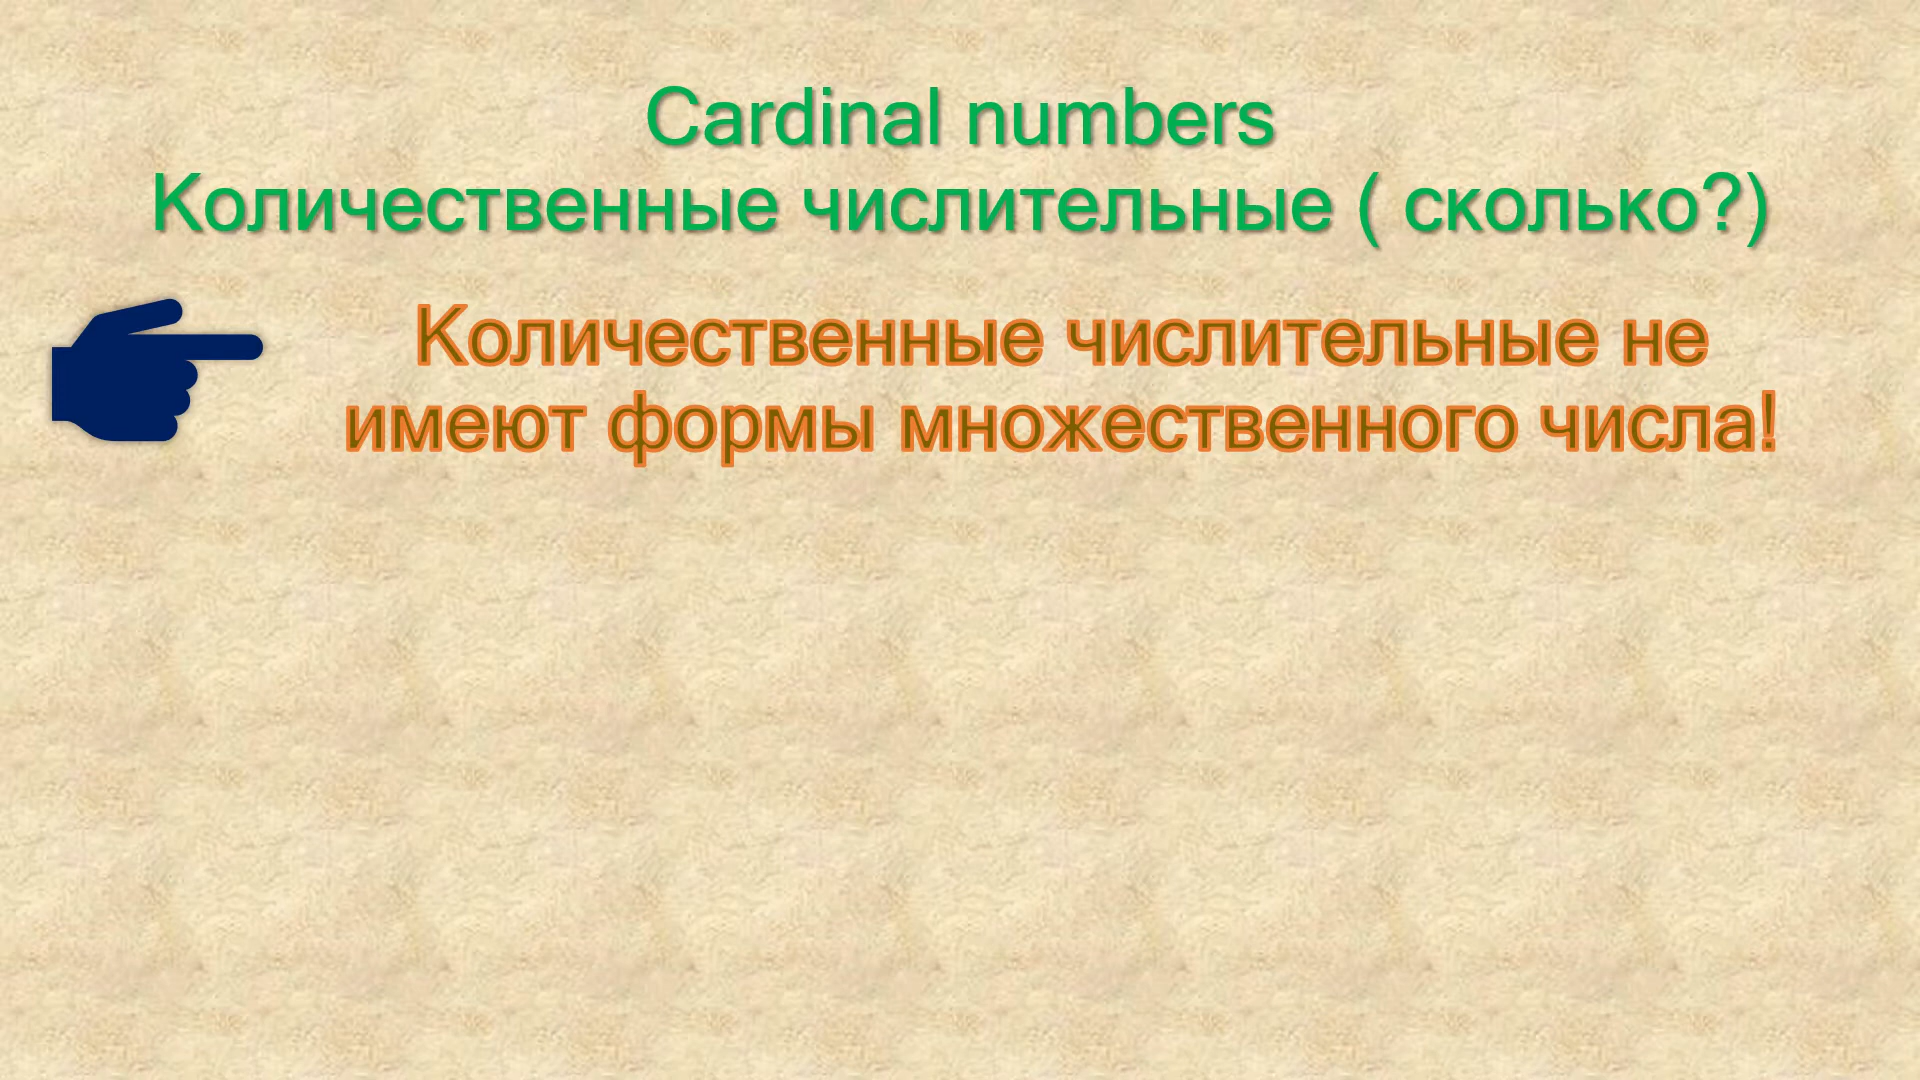 Cardinal numbers
Количественные числительные ( сколько?)
Количественные числительные не
имеют формы множественного числа!